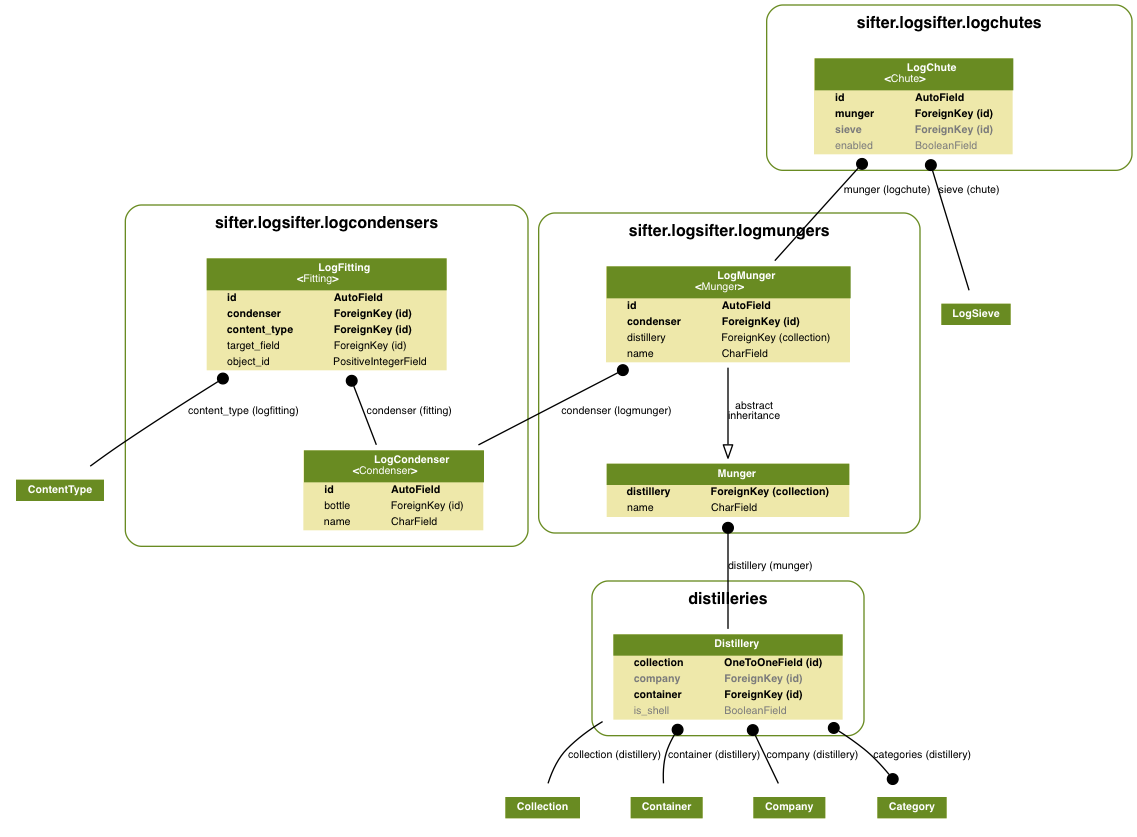 sifter.logsifter.logchutes
LogChute
<Chute>
id AutoField
munger ForeignKey (id)
sieve ForeignKey (id)
enabled BooleanField
munger (logchute) sieve (chute)
sifter.logsifter.logcondensers
LogFitting
<Fitting>
id AutoField
condenser ForeignKey (id)
content_type ForeignKey (id)
target_field ForeignKey (id)
object_id PositiveIntegerField
sifter.logsifter.logmungers
LogMunger
<Munger>
id AutoField
condenser ForeignKey (id)
distillery ForeignKey (collection)
name CharField
LogSieve
content_type (logfitting) condenser (fitting) condenser (logmunger)
abstract
inheritance
ContentType
LogCondenser
<Condenser>
id AutoField
bottle ForeignKey (id)
name CharField
Munger
distillery ForeignKey (collection)
name CharField
distillery (munger)
distilleries
Distillery
collection OneToOneField (id)
company ForeignKey (id)
container ForeignKey (id)
is_shell BooleanField
collection (distillery) container (distillery) company (distillery) categories (distillery)
Collection Container Company Category